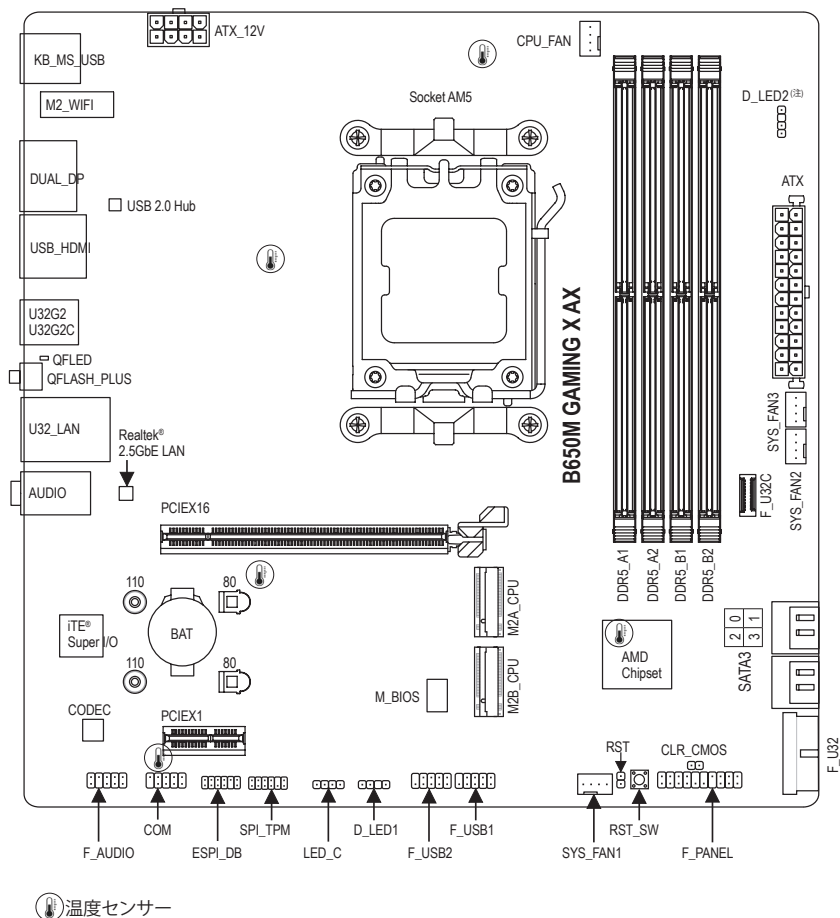 ATX_12V
CPU_FAN
KB_MS_USB
M2_WIFI
Socket AM5
D_LED2(注)
DUAL_DP
USB 2.0 Hub
ATX
USB_HDMI
U32G2
U32G2C
QFLED
QFLASH_PLUS
B650M GAMING X AX
U32_LAN
Realtek®
2.5GbE LAN
SYS_FAN3
SYS_FAN2
F_U32C
AUDIO
PCIEX16
DDR5_A1
DDR5_A2
DDR5_B1
DDR5_B2
110
80
M2A_CPU
iTE®
Super I/O
BAT
AMD
Chipset
2 0
3 1
SATA3
110
80
M2B_CPU
M_BIOS
CODEC
PCIEX1
RST
CLR_CMOS
F_U32
F_AUDIO
COM
ESPI_DB
SPI_TPM
LED_C
D_LED1
F_USB2
F_USB1
SYS_FAN1
RST_SW
F_PANEL
温度センサー